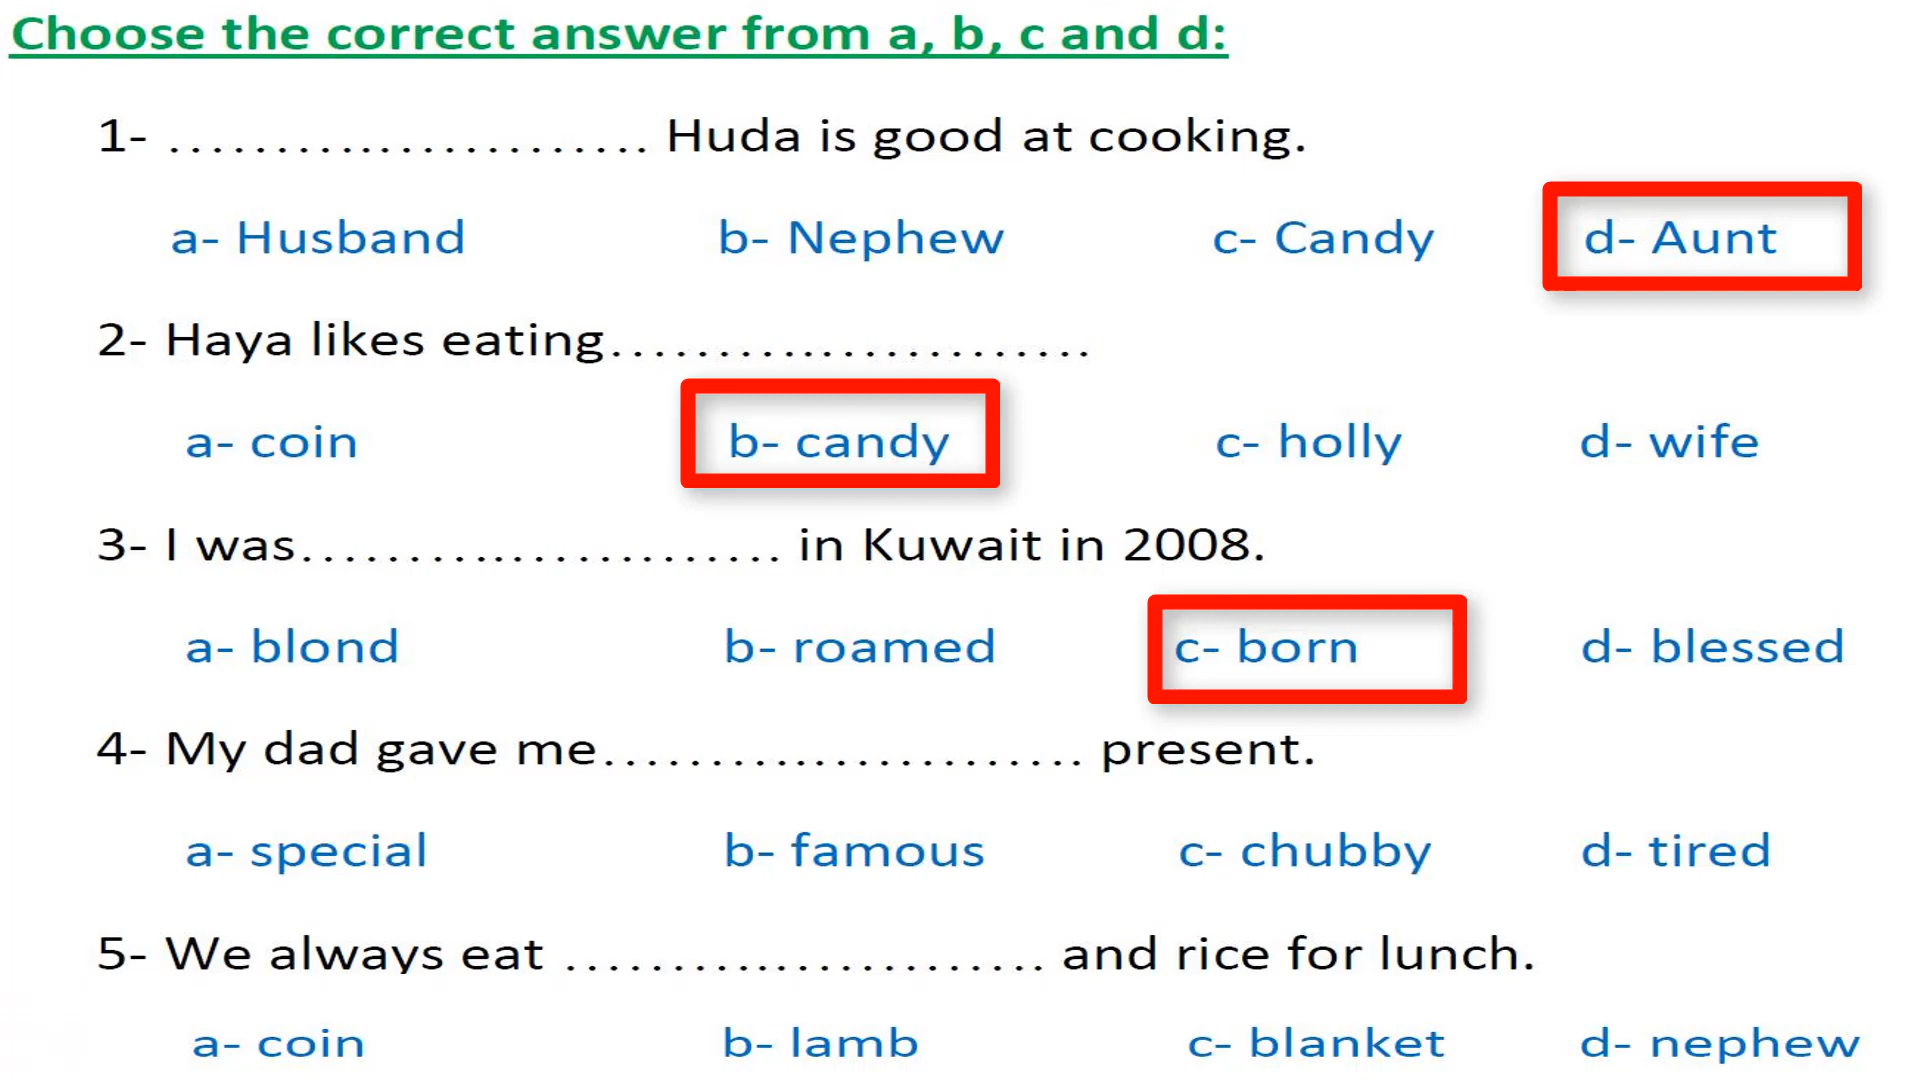 Choose the correct answer from a, b, c and d:
1- ........................ Huda is good at cooking.
a- Husband b- Nephew c- Candy d- Aunt
2- Haya likes eating........................
a- coin b- candy c- holly d- wife
3- I was........................ in Kuwait in 2008.
a- blond b- roamed c- born d- blessed
4- My dad gave me........................ present.
a- special b- famous c- chubby d- tired
5- We always eat ........................ and rice for lunch.
a- coin b- lamb c- blanket d- nephew